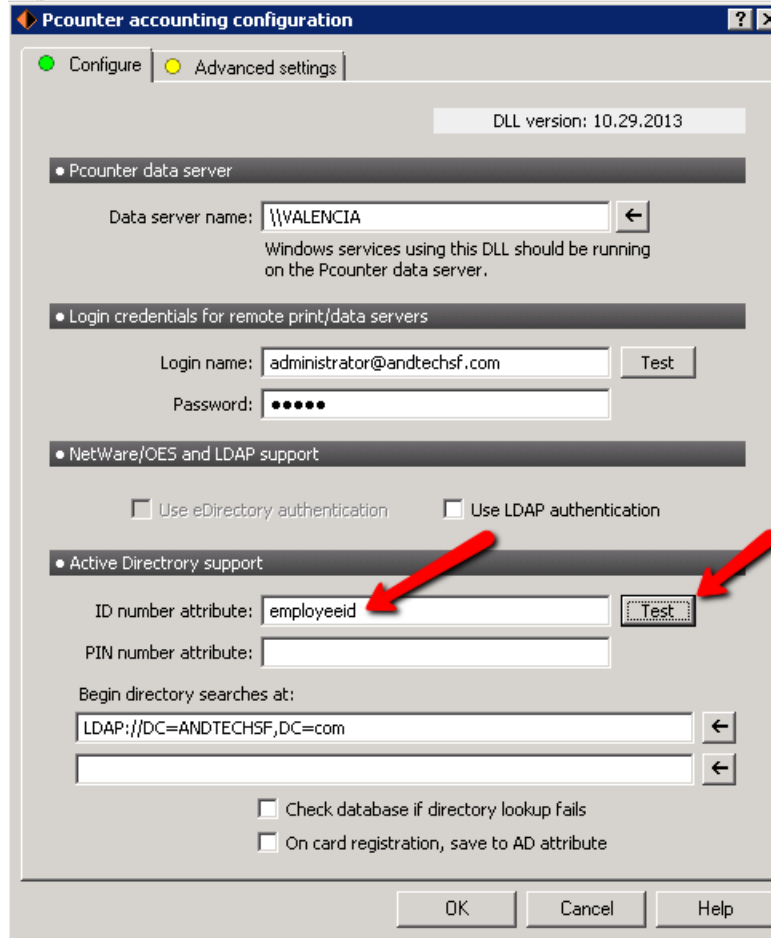 Pcounter accounting configuration
Configure
Advanced settings
DLL version: 10.29.2013
• Pcounter data server
Data server name: \\VALENCIA
Windows services using this DLL should be running
on the Pcounter data server.
• Login credentials for remote print/data servers
Login name: administrator@andtechsf.com Test
Password: •••••
• NetWare/OES and LDAP support
Use eDirectory authentication Use LDAP authentication
• Active Directrory support
ID number attribute: employeeid Test
PIN number attribute:
Begin directory searches at:
LDAP://DC=ANDTECHSF,DC=com
Check database if directory lookup fails
On card registration, save to AD attribute
OK Cancel Help